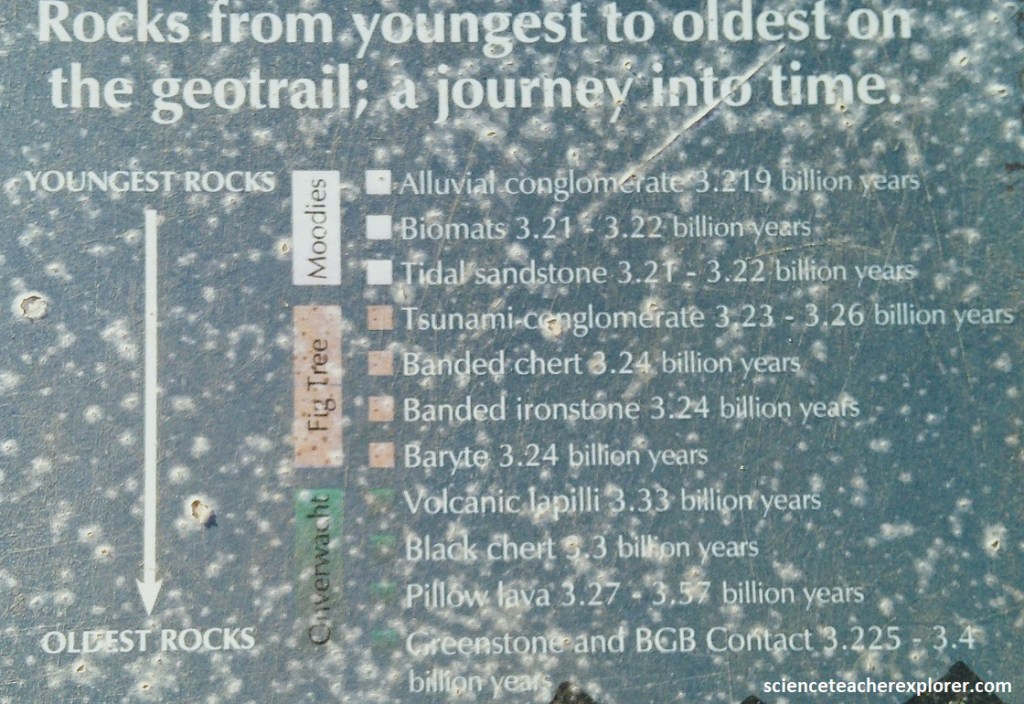 Rocks from youngest to oldest on
the geotrail; a journey into time.
YOUNGEST ROCKS
Moodies
Alluvial conglomerate 3.219 billion years
Biomats 3.21 - 3.22 billion years
Tidal sandstone 3.21 - 3.22 billion years
Fig Tree
Tsunami conglomerate 3.23 - 3.26 billion years
Banded chert 3.24 billion years
Banded ironstone 3.24 billion years
Baryte 3.24 billion years
Onverwacht
Volcanic lapilli 3.33 billion years
Black chert 3.3 billion years
Pillow lava 3.27 - 3.57 billion years
Greenstone and BGB Contact 3.225 - 3.4
billion years
OLDEST ROCKS
scienceteacherexplorer.com